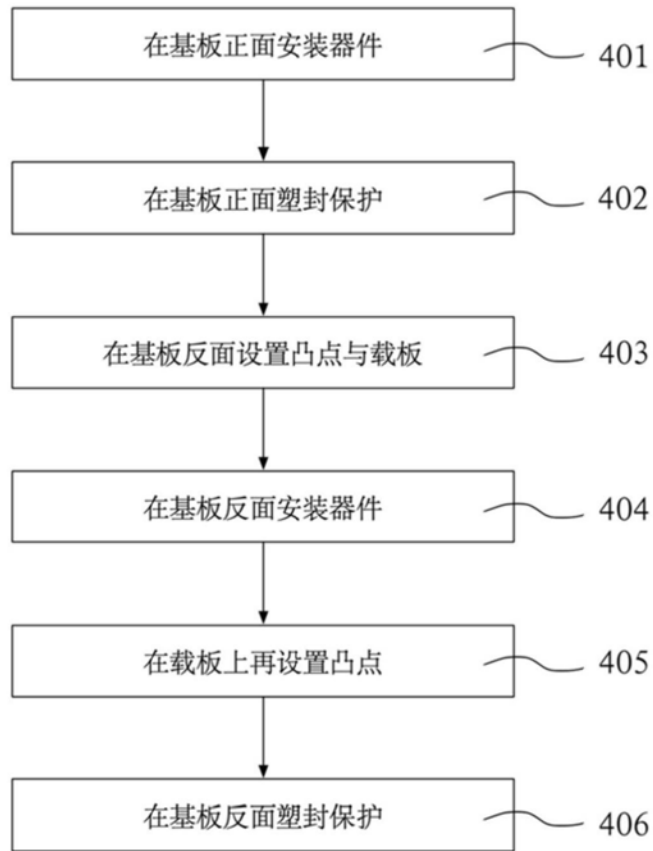 在基板正面安装器件 401
在基板正面塑封保护 402
在基板反面设置凸点与载板 403
在基板反面安装器件 404
在载板上再设置凸点 405
在基板反面塑封保护 406